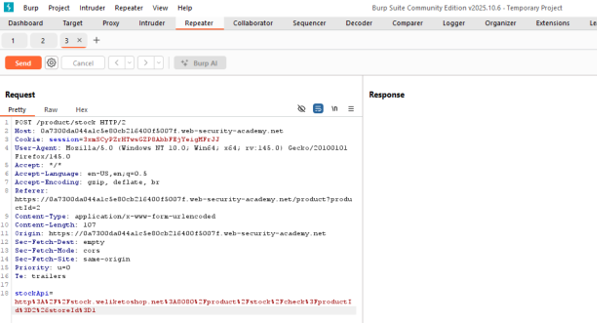 Burp Project Intruder Repeater View Help Burp Suite Community Edition v2025.10.6 - Temporary Project
Dashboard Target Proxy Intruder Repeater Collaborator Sequencer Decoder Comparer Logger Organizer Extensions Le
1 2 3 × +
Send Cancel < > Burp AI
Request Response
Pretty Raw Hex
1 POST /product/stock HTTP/2
2 Host: 0a7300da044a1c5e80cb216400f5007f.web-security-academy.net
3 Cookie: session=
4 User-Agent: Mozilla/5.0 (Windows NT 10.0; Win64; x64; rv:145.0) Gecko/20100101
Firefox/145.0
5 Accept: */*
6 Accept-Language: en-US,en;q=0.5
7 Accept-Encoding: gzip, deflate, br
8 Referer:
https://0a7300da044a1c5e80cb216400f5007f.web-security-academy.net/product?produ
ctId=2
9 Content-Type: application/x-www-form-urlencoded
10 Content-Length: 107
11 Origin: https://0a7300da044a1c5e80cb216400f5007f.web-security-academy.net
12 Sec-Fetch-Dest: empty
13 Sec-Fetch-Mode: cors
14 Sec-Fetch-Site: same-origin
15 Priority: u=0
16 Te: trailers
17
18 stockApi=
http%3A%2F%2Fstock.weliketoshop.net%3A8080%2Fproduct%2Fstock%2Fcheck%3FproductI
d%3D2%26storeId%3D1